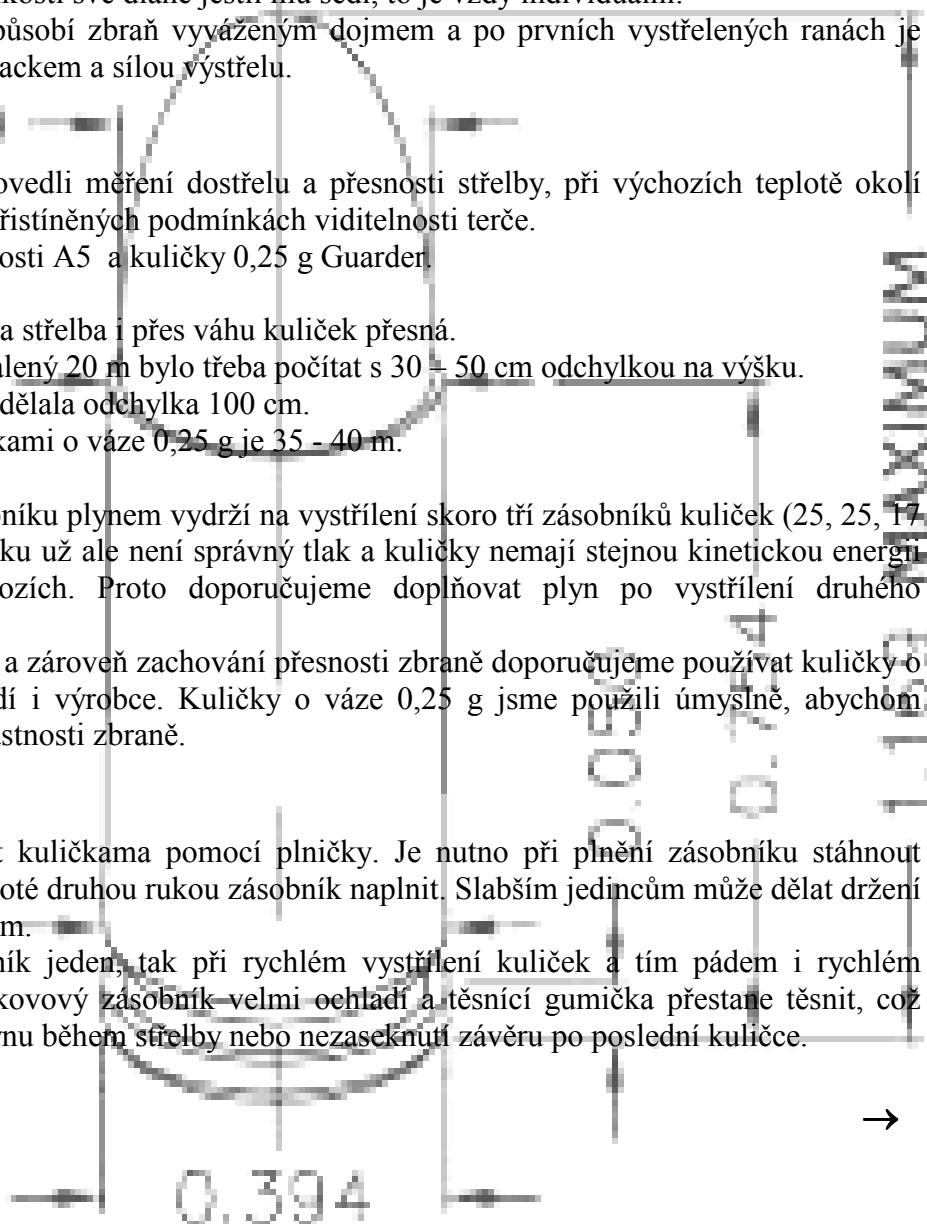 působí zbraň vyváženým dojmem a po prvních vystřelených ranách je
ackem a sílou výstřelu.
ovedli měření dostřelu a přesnosti střelby, při výchozích teplotě okolí
řistíněných podmínkách viditelnosti terče.
osti A5 a kuličky 0,25 g Guarder.
a střelba i přes váhu kuliček přesná.
álený 20 m bylo třeba počítat s 30 – 50 cm odchylkou na výšku.
dělala odchylka 100 cm.
kami o váze 0,25 g je 35 - 40 m.
níku plynem vydrží na vystřílení skoro tří zásobníků kuliček (25, 25, 17
ku už ale není správný tlak a kuličky nemají stejnou kinetickou energii
ozích. Proto doporučujeme doplňovat plyn po vystřílení druhého
a zároveň zachování přesnosti zbraně doporučujeme používat kuličky o
dí i výrobce. Kuličky o váze 0,25 g jsme použili úmyslně, abychom
astnosti zbraně.
t kuličkama pomocí plničky. Je nutno při plnění zásobníku stáhnout
oté druhou rukou zásobník naplnit. Slabším jedincům může dělat držení
m.
ník jeden, tak při rychlém vystřílení kuliček a tím pádem i rychlém
kovový zásobník velmi ochladí a těsnící gumička přestane těsnit, což
ynu během střelby nebo nezaseknutí závěru po poslední kuličce.
→
0.394
0.050
0.754
MAXIMUM